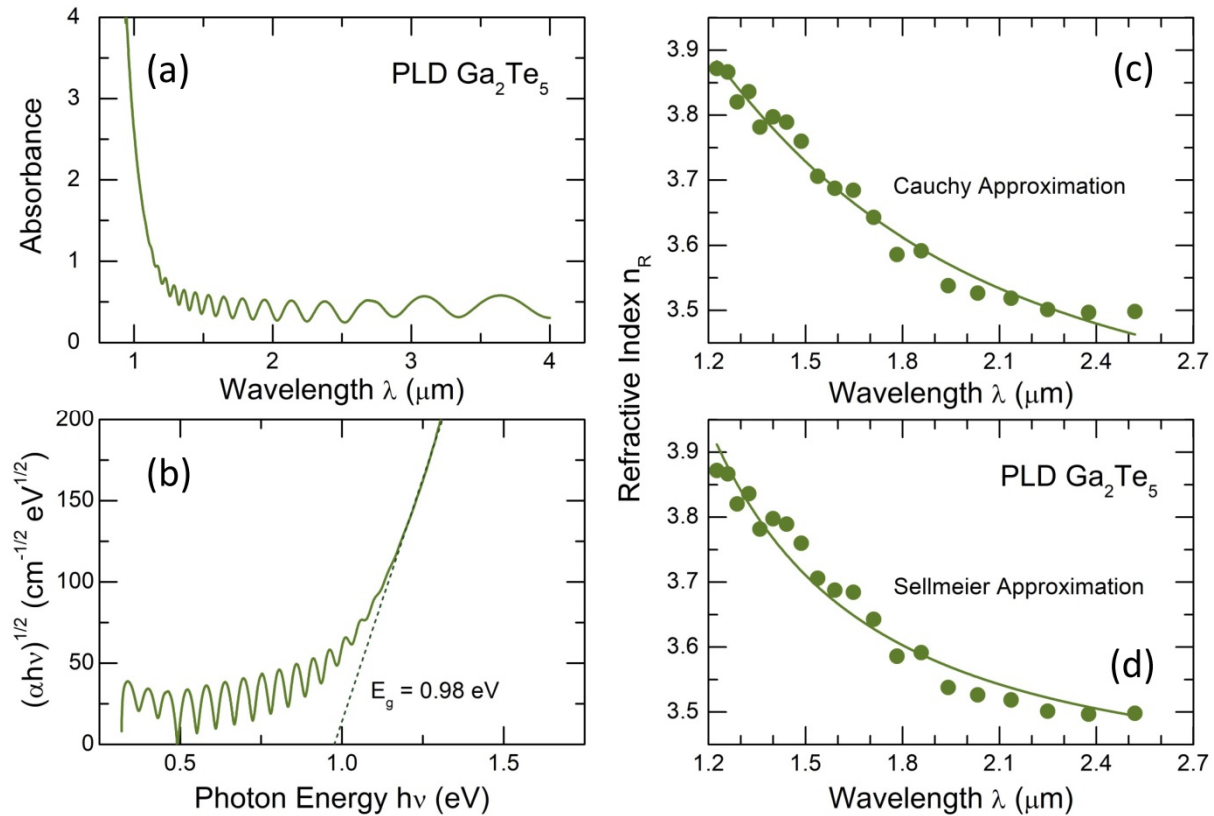 (a)
PLD Ga₂Te₅
Absorbance
4
3
2
1
0
1
2
3
4
Wavelength λ (μm)
(b)
(αhν)^1/2 (cm^-1/2 eV^1/2)
200
150
100
50
0
E_g = 0.98 eV
0.5
1.0
1.5
Photon Energy hν (eV)
Refractive Index n_R
(c)
3.9
3.8
3.7
3.6
3.5
Cauchy Approximation
1.2
1.5
1.8
2.1
2.4
2.7
Wavelength λ (μm)
PLD Ga₂Te₅
3.9
3.8
3.7
3.6
3.5
Sellmeier Approximation
(d)
1.2
1.5
1.8
2.1
2.4
2.7
Wavelength λ (μm)